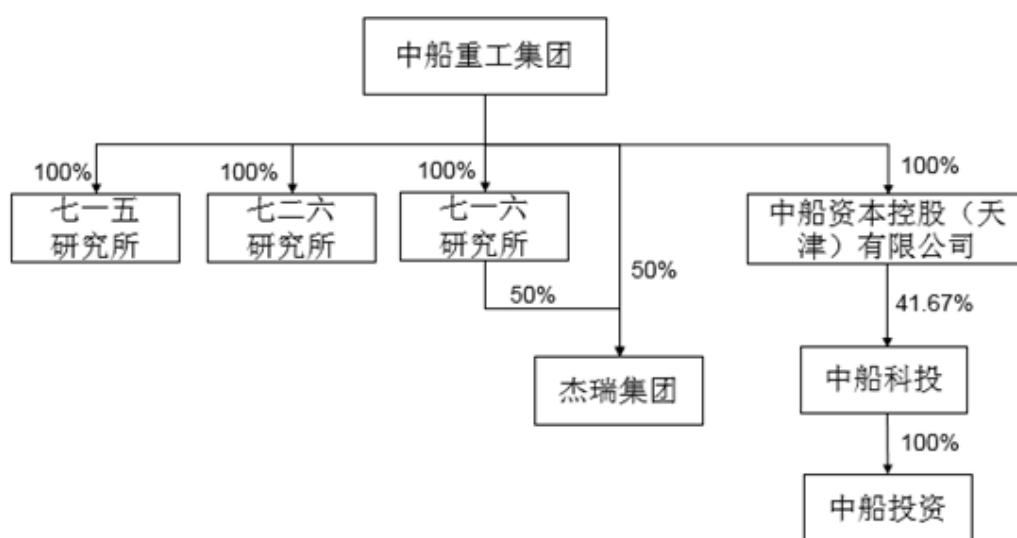 中船重工集团
100%
100%
100%
100%
七一五
研究所
七二六
研究所
七一六
研究所
中船资本控股（天
津）有限公司
50%
50%
41.67%
杰瑞集团
中船科投
100%
中船投资